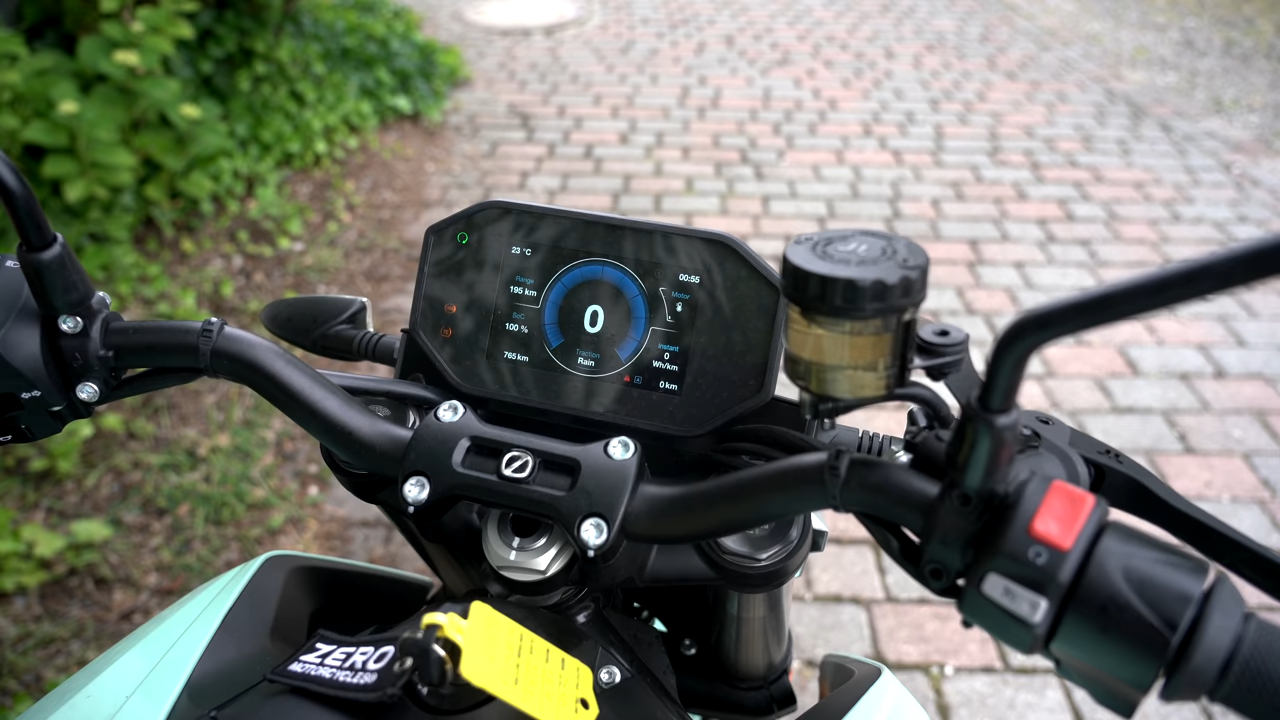 23 °C
00:55
Range
195 km
Motor
SoC
100 %
0
Instant
0
Wh/km
Traction
Rain
765 km
0 km
ZERO
MOTORCYCLES®